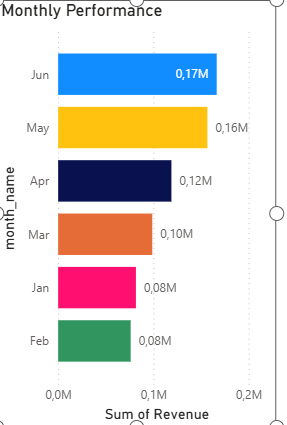 Monthly Performance
Jun
0,17M
May
0,16M
Apr
0,12M
Mar
0,10M
Jan
0,08M
Feb
0,08M
month_name
0,0M
0,1M
0,2M
Sum of Revenue